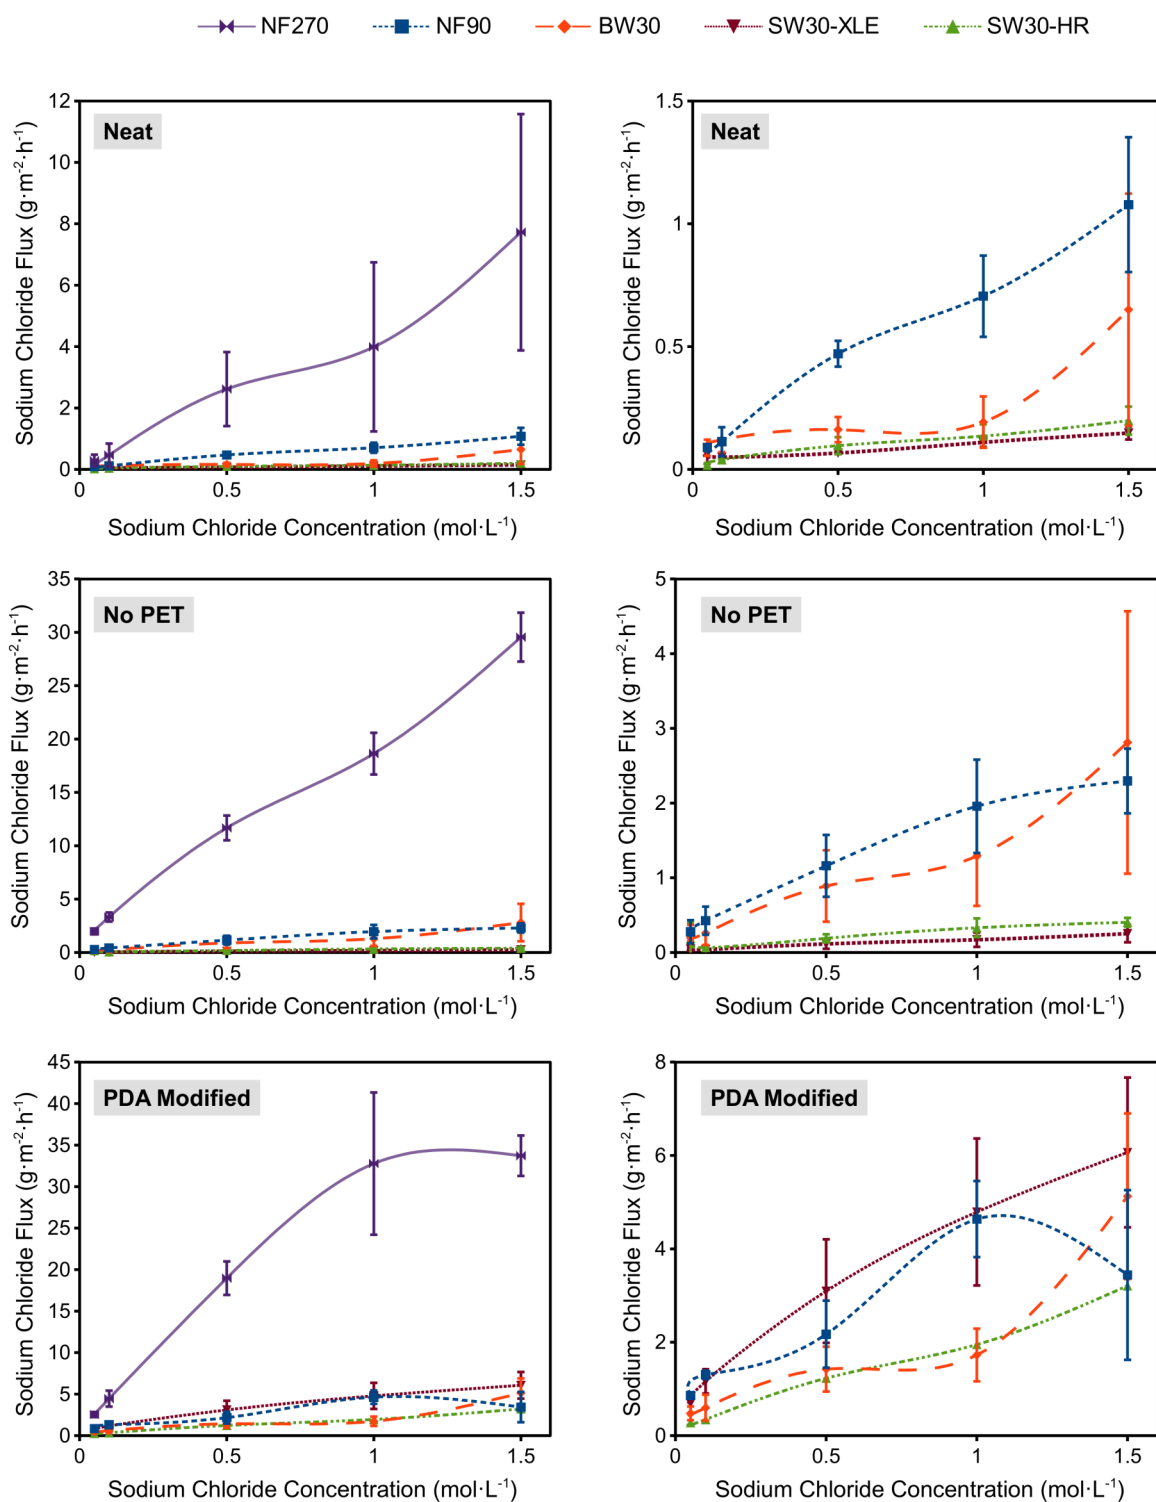 NF270 NF90 BW30 SW30-XLE SW30-HR
Neat
Sodium Chloride Flux (g·m⁻²·h⁻¹)
12
10
8
6
4
2
0
0 0.5 1 1.5
Sodium Chloride Concentration (mol·L⁻¹)
Neat
Sodium Chloride Flux (g·m⁻²·h⁻¹)
1.5
1
0.5
0
0 0.5 1 1.5
Sodium Chloride Concentration (mol·L⁻¹)
No PET
Sodium Chloride Flux (g·m⁻²·h⁻¹)
35
30
25
20
15
10
5
0
0 0.5 1 1.5
Sodium Chloride Concentration (mol·L⁻¹)
No PET
Sodium Chloride Flux (g·m⁻²·h⁻¹)
5
4
3
2
1
0
0 0.5 1 1.5
Sodium Chloride Concentration (mol·L⁻¹)
PDA Modified
Sodium Chloride Flux (g·m⁻²·h⁻¹)
45
40
35
30
25
20
15
10
5
0
0 0.5 1 1.5
Sodium Chloride Concentration (mol·L⁻¹)
PDA Modified
Sodium Chloride Flux (g·m⁻²·h⁻¹)
8
6
4
2
0
0 0.5 1 1.5
Sodium Chloride Concentration (mol·L⁻¹)